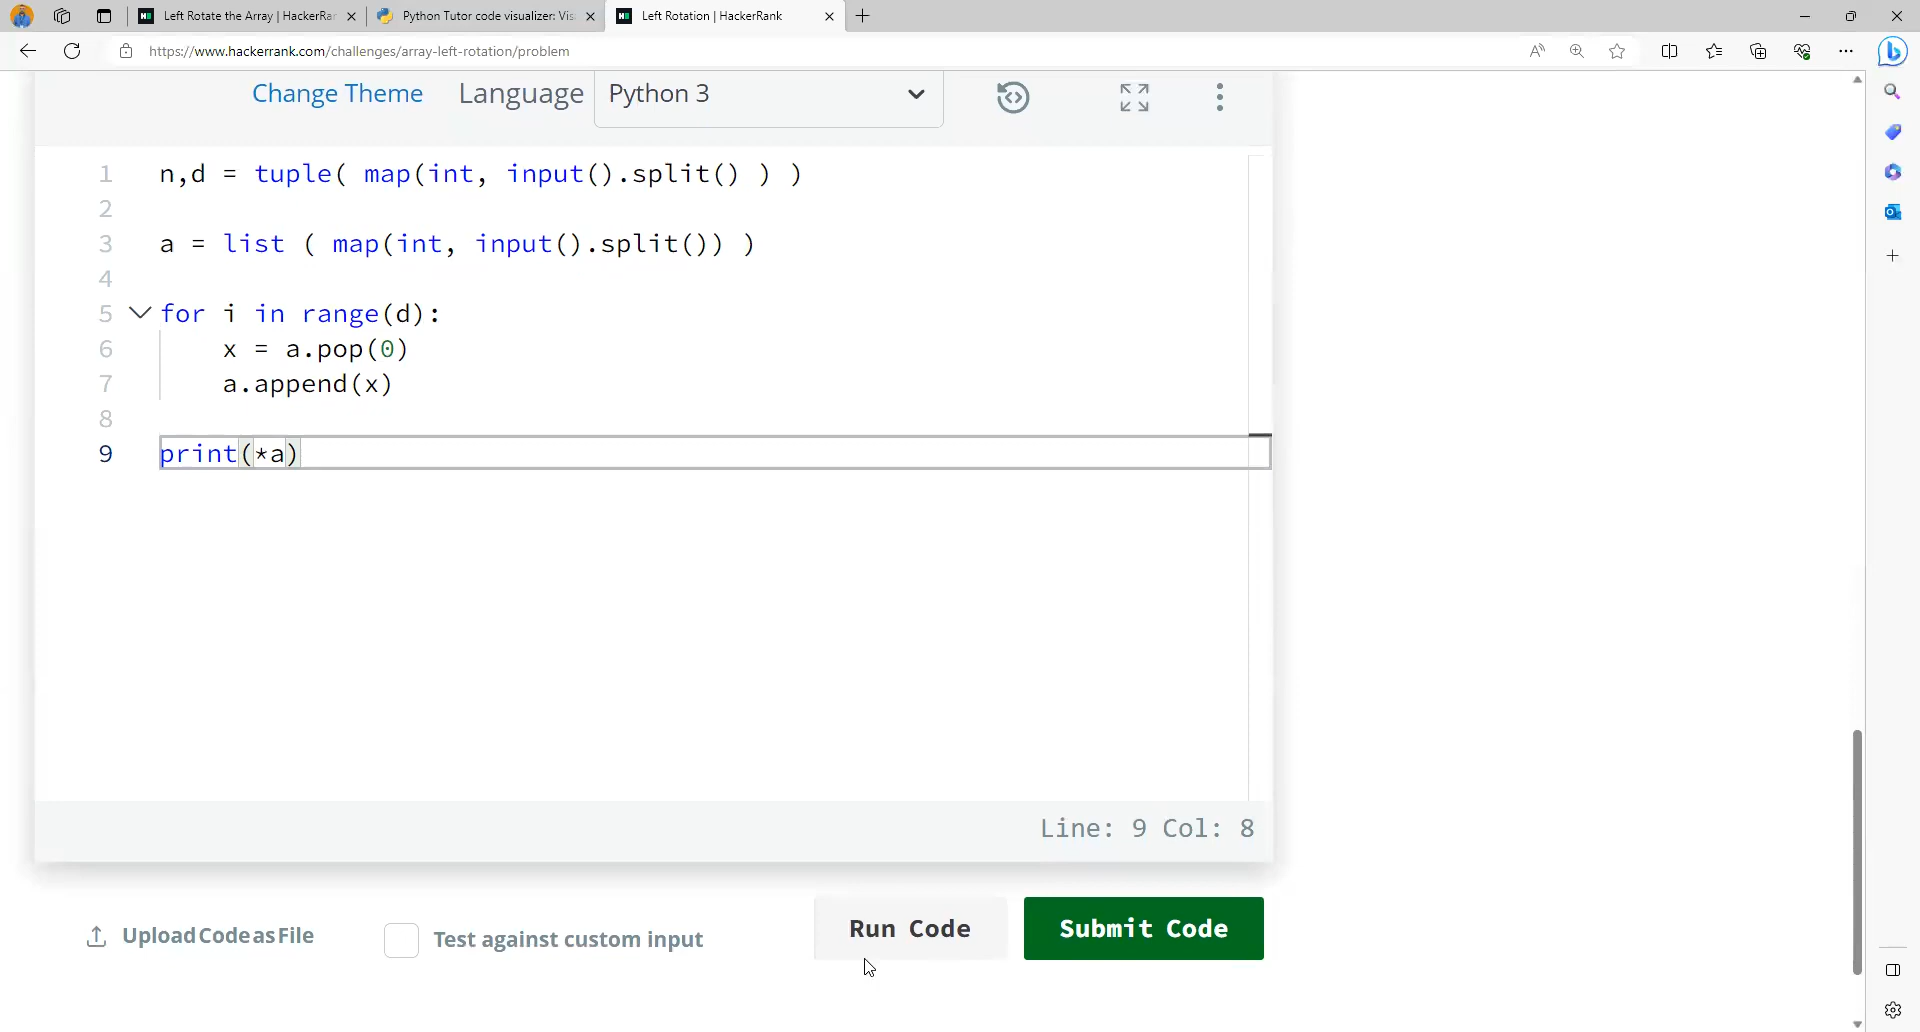 Left Rotate the Array | HackerRa
Python Tutor code visualizer: Vis
Left Rotation | HackerRank
https://www.hackerrank.com/challenges/array-left-rotation/problem
Change Theme Language Python 3
1 n,d = tuple( map(int, input().split() ) )
2
3 a = list ( map(int, input().split()) )
4
5 for i in range(d):
6 x = a.pop(0)
7 a.append(x)
8
9 print(*a)
Line: 9 Col: 8
Upload Code as File
Test against custom input
Run Code
Submit Code